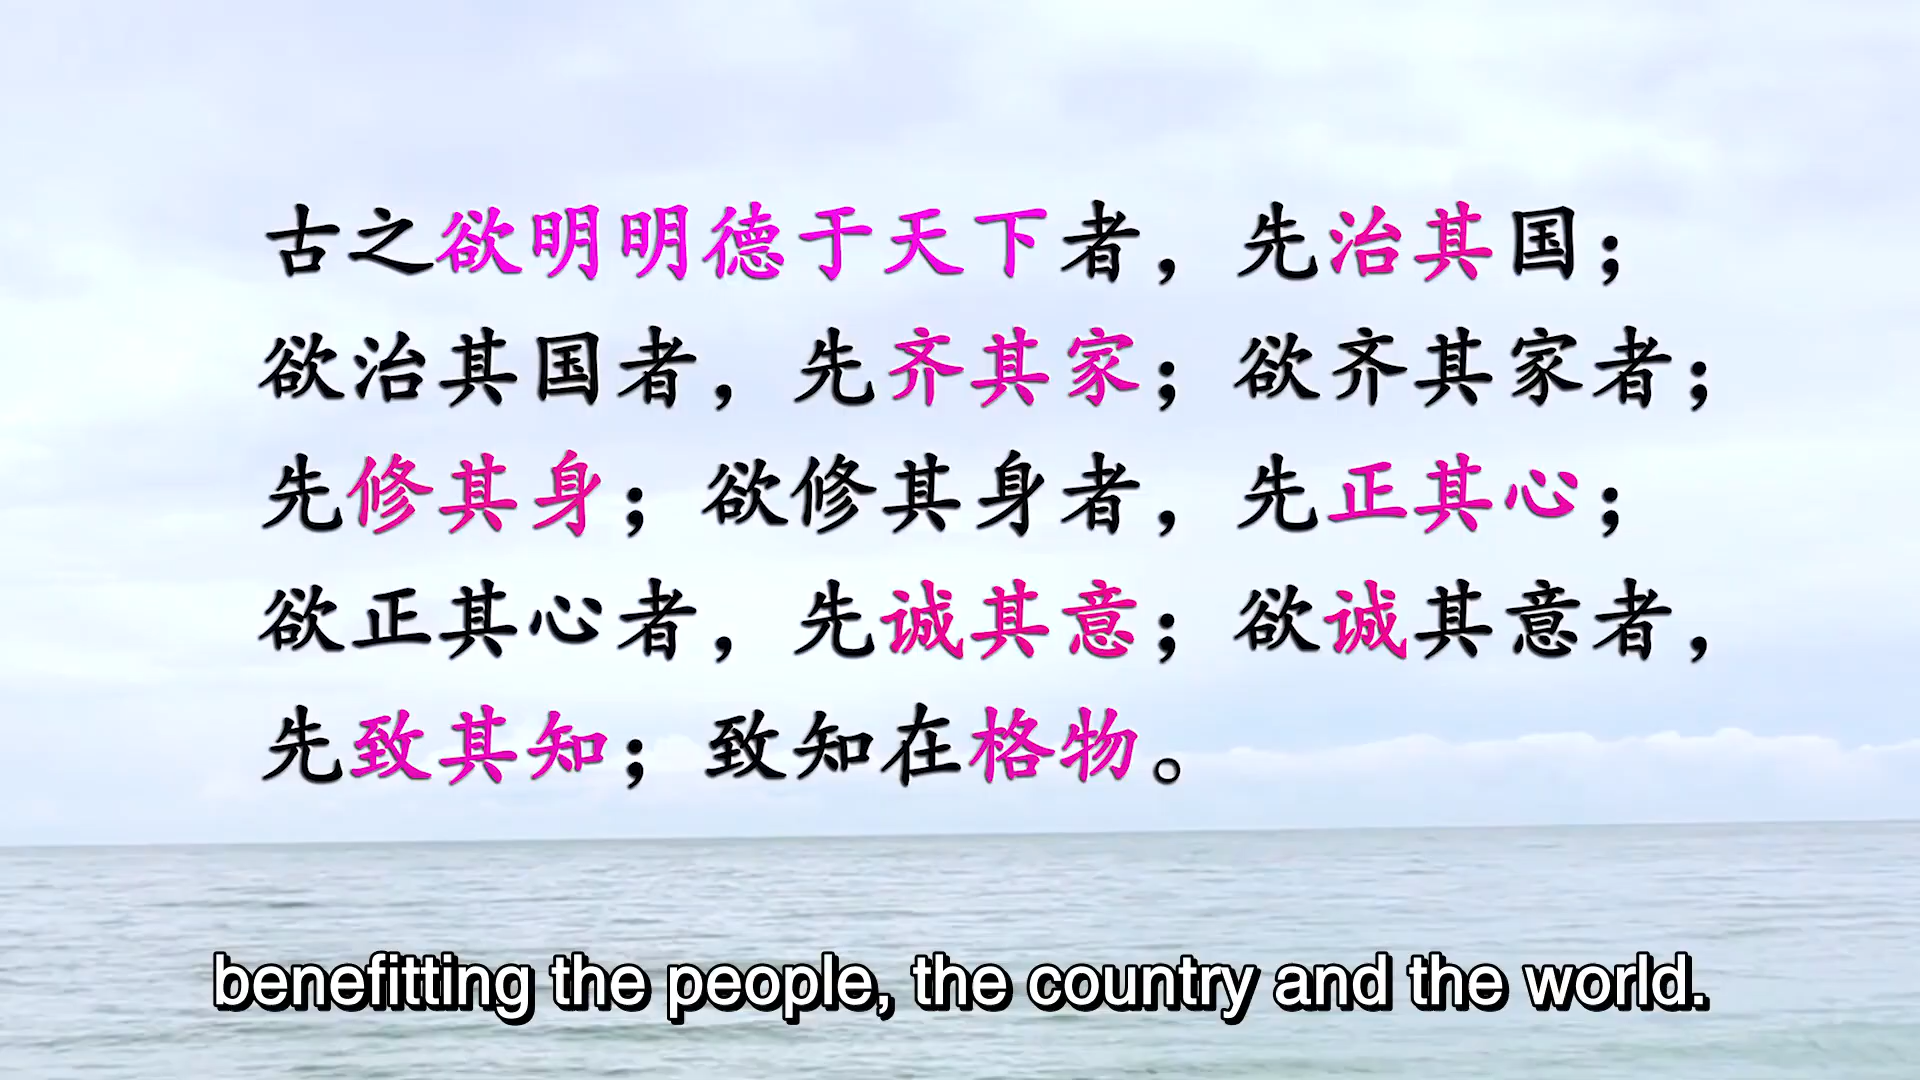 古之欲明明德于天下者，先治其国；
欲治其国者，先齐其家；欲齐其家者；
先修其身；欲修其身者，先正其心；
欲正其心者，先诚其意；欲诚其意者，
先致其知；致知在格物。
benefitting the people, the country and the world.